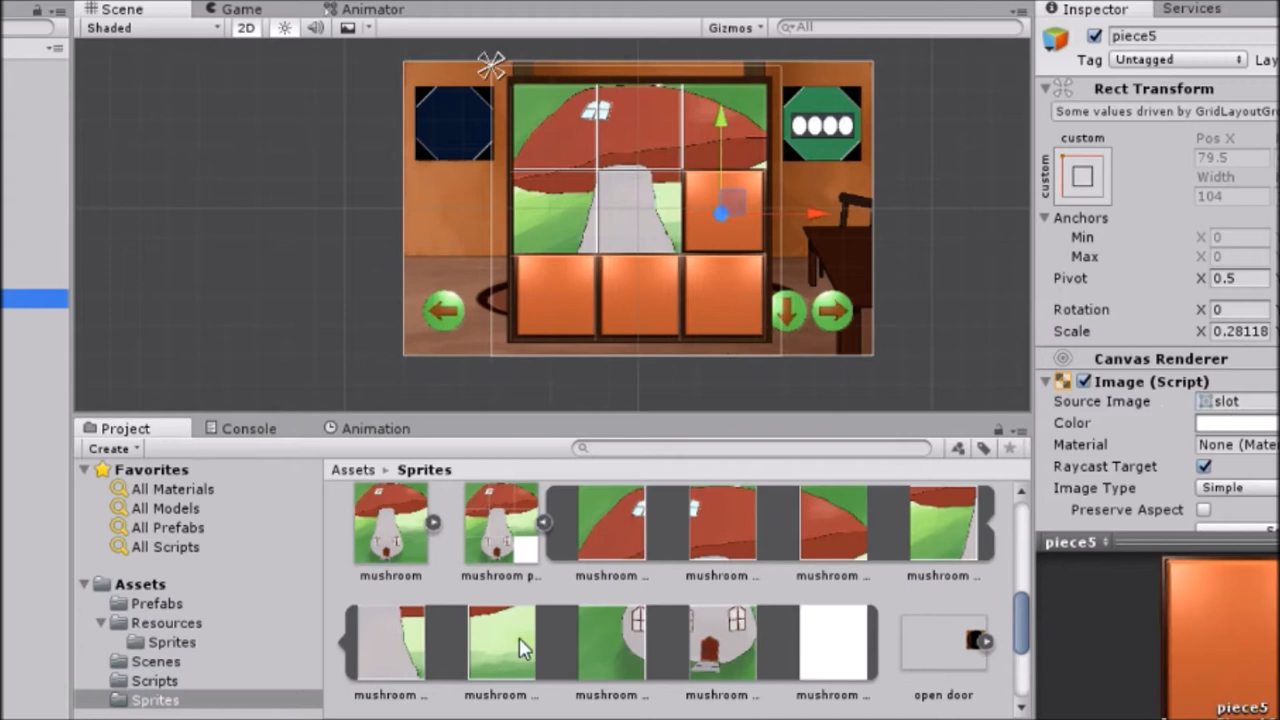 Scene Game Animator
Shaded 2D Gizmos All
Project Console Animation
Create
Favorites
All Materials
All Models
All Prefabs
All Scripts
Assets
Prefabs
Resources
Sprites
Scenes
Scripts
Sprites
Assets Sprites
mushroom mushroom p... mushroom .. mushroom .. mushroom .. mushroom ..
mushroom .. mushroom ... mushroom .. mushroom .. mushroom .. open door
Inspector Services
piece5
Tag Untagged Lay
Rect Transform
Some values driven by GridLayoutGr
custom Pos X
custom
79.5
Width
104
Anchors
Min X 0
Max X 0
Pivot X 0.5
Rotation X 0
Scale X 0.28118
Canvas Renderer
Image (Script)
Source Image slot
Color
Material None (Mate
Raycast Target
Image Type Simple
Preserve Aspect
piece5
piece5